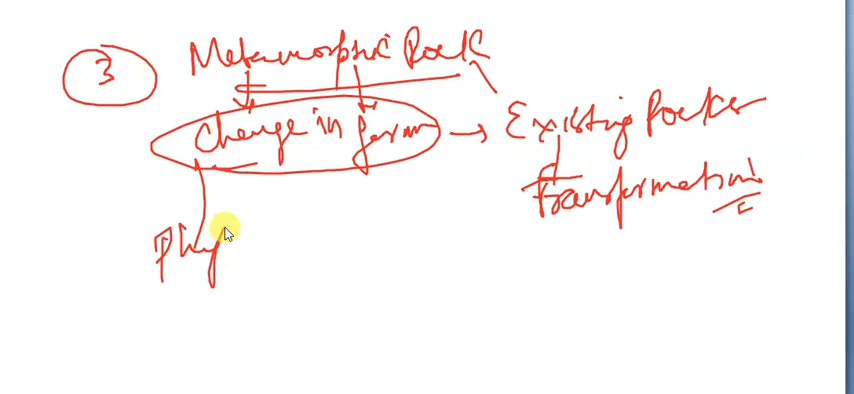 3
Metamorphic Rock
Change in form → Existing Rocks
Transformation
Phy